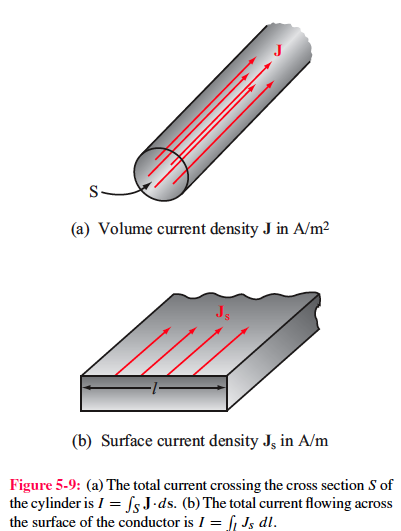 J
S
(a) Volume current density J in A/m²
Jₛ
l
(b) Surface current density Jₛ in A/m
Figure 5-9: (a) The total current crossing the cross section S of
the cylinder is I = ∫ₛ J · ds. (b) The total current flowing across
the surface of the conductor is I = ∫ₗ Jₛ dl.